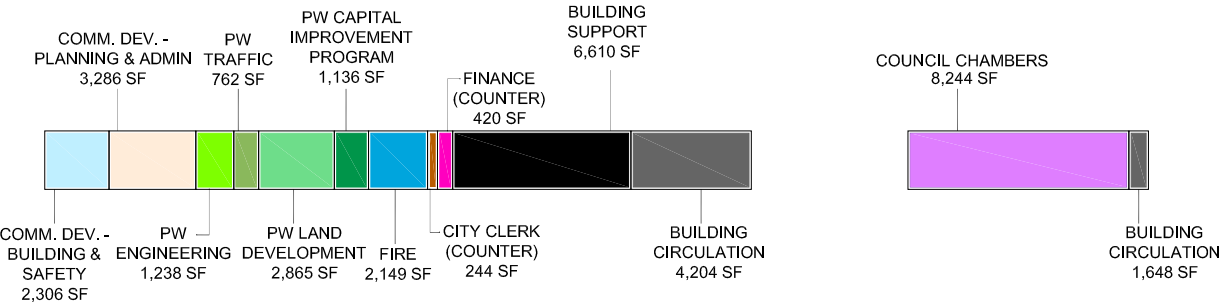 COMM. DEV. -
PLANNING & ADMIN
3,286 SF
PW
TRAFFIC
762 SF
PW CAPITAL
IMPROVEMENT
PROGRAM
1,136 SF
FINANCE
(COUNTER)
420 SF
BUILDING
SUPPORT
6,610 SF
COUNCIL CHAMBERS
8,244 SF
COMM. DEV. -
BUILDING &
SAFETY
2,306 SF
PW
ENGINEERING
1,238 SF
PW LAND
DEVELOPMENT
2,865 SF
FIRE
2,149 SF
CITY CLERK
(COUNTER)
244 SF
BUILDING
CIRCULATION
4,204 SF
BUILDING
CIRCULATION
1,648 SF